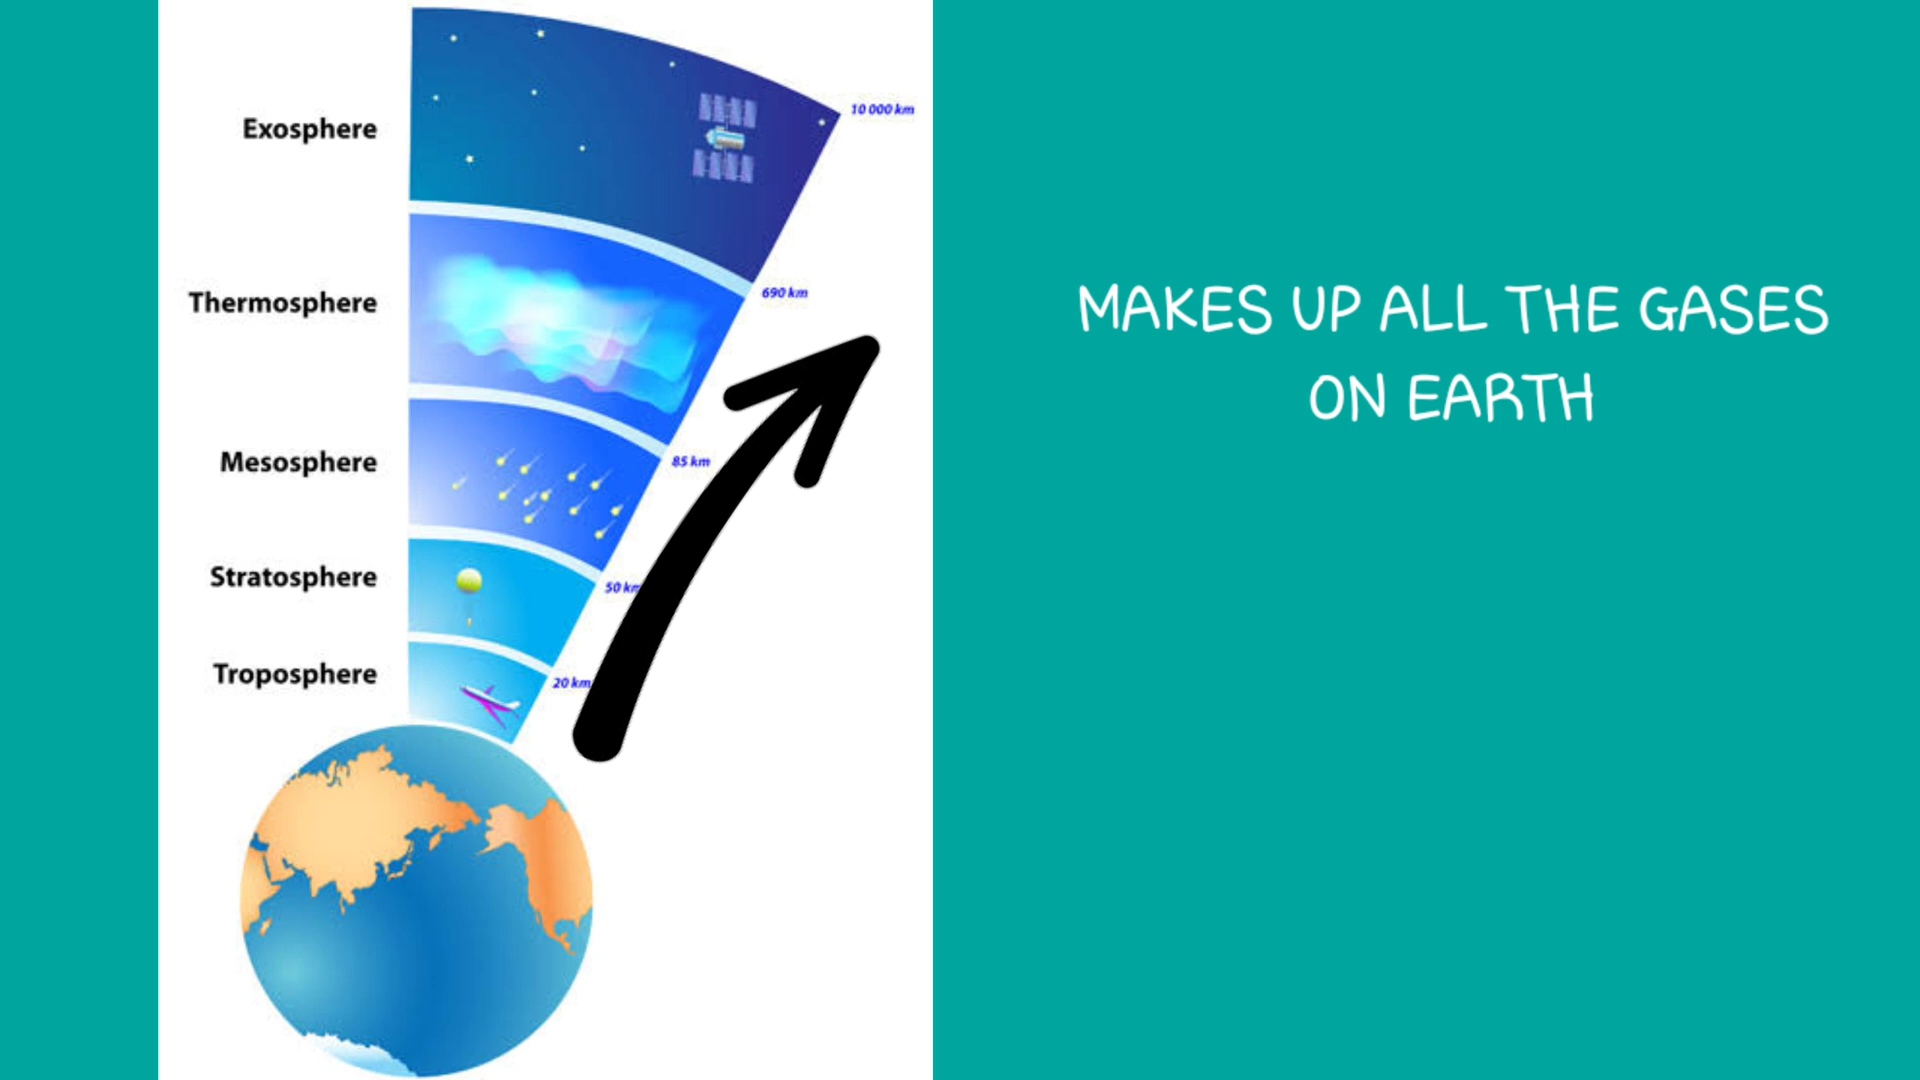 Exosphere
10 000 km
690 km
Thermosphere
85 km
Mesosphere
50 km
Stratosphere
20 km
Troposphere
MAKES UP ALL THE GASES
ON EARTH